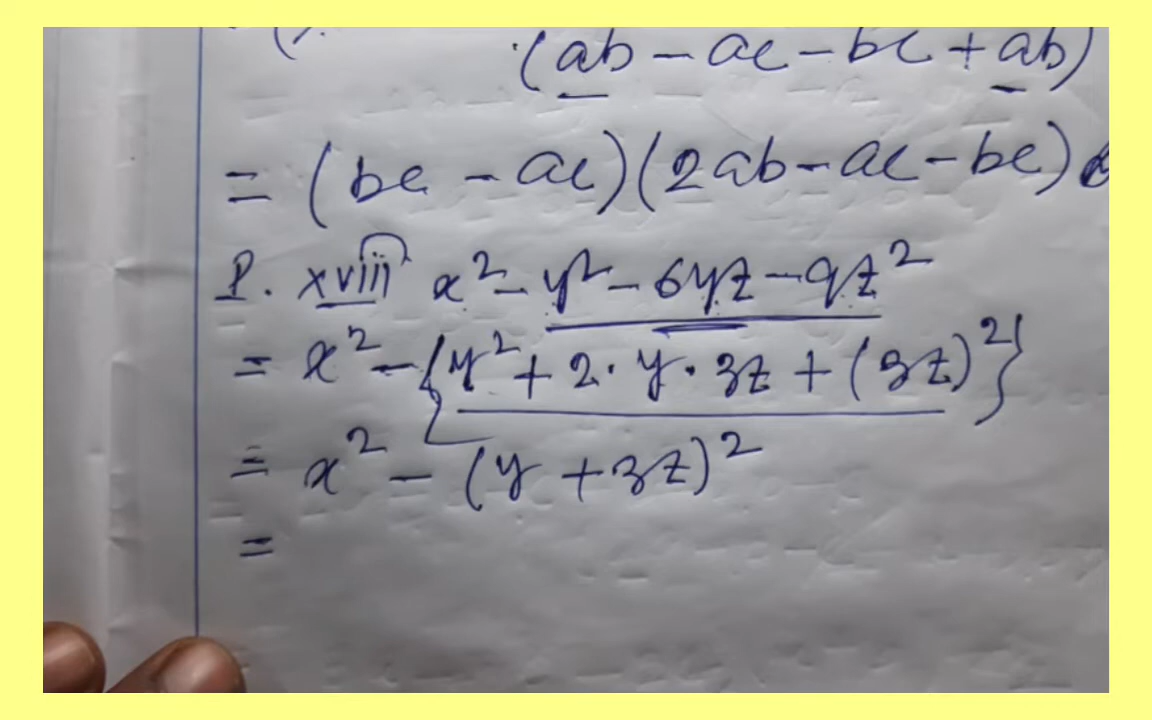 (ab - ac - bc + ab)
= (bc - ac)(2ab - ac - bc)
P. xviii x² - y² - 6yz - 9z²
= x² - {y² + 2. y. 3z + (3z)²}
= x² - (y + 3z)²
=